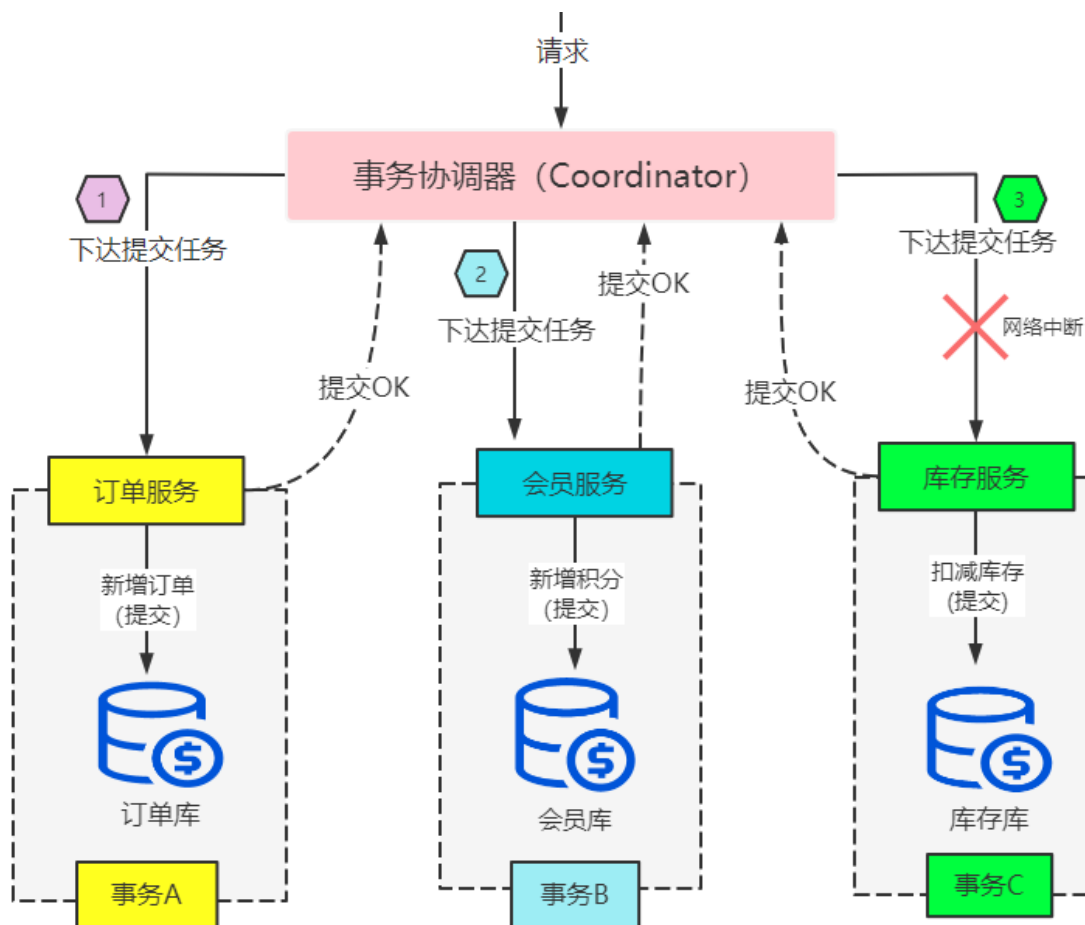 请求
事务协调器（Coordinator）
1
下达提交任务
2
下达提交任务
提交OK
3
下达提交任务
网络中断
提交OK
提交OK
订单服务
新增订单
（提交）
订单库
事务A
会员服务
新增积分
（提交）
会员库
事务B
库存服务
扣减库存
(提交)
库存库
事务C